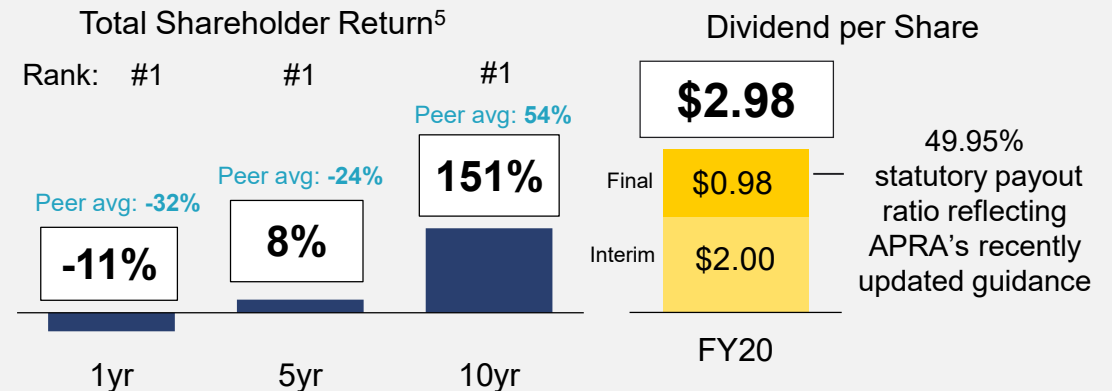 Total Shareholder Return5
Rank: #1 #1 #1
Peer avg: 54%
151%
Peer avg: -24%
8%
Peer avg: -32%
-11%
1yr 5yr 10yr
Dividend per Share
$2.98
Final $0.98
Interim $2.00
FY20
49.95%
statutory payout
ratio reflecting
APRA’s recently
updated guidance